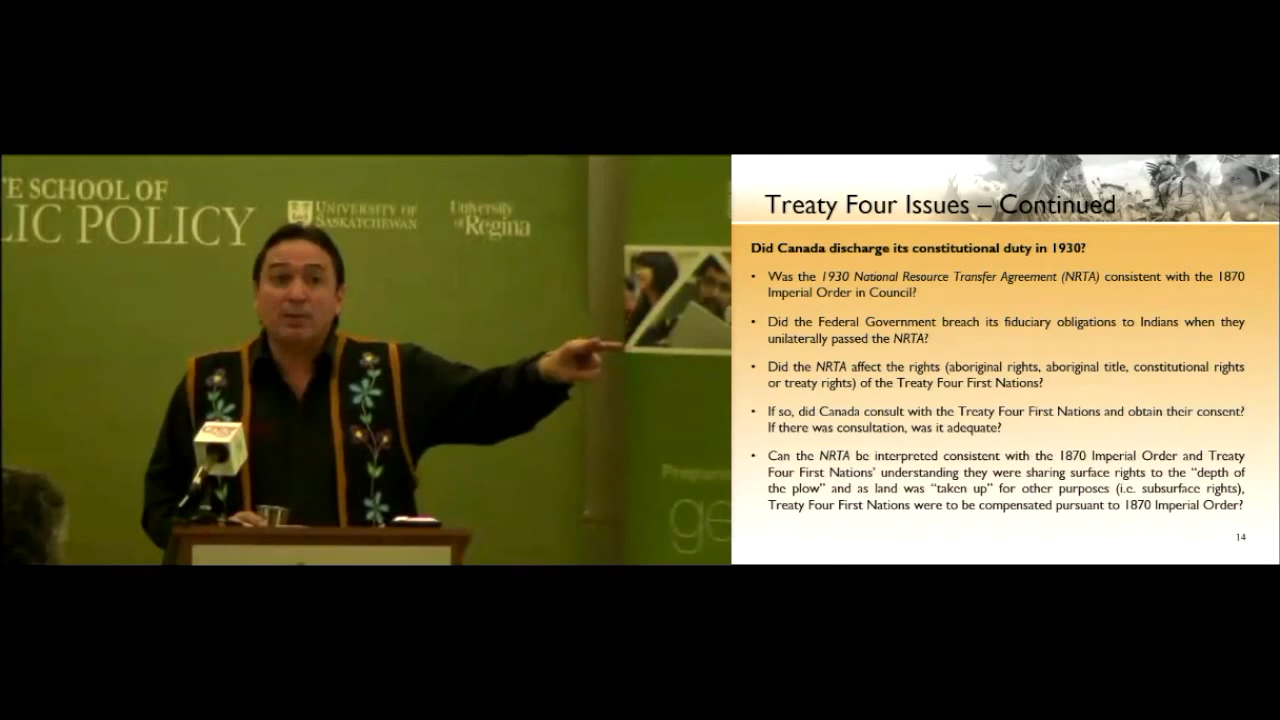 E SCHOOL OF
LIC POLICY
UNIVERSITY OF
SASKATCHEWAN
University
of Regina
ge
Treaty Four Issues – Continued
Did Canada discharge its constitutional duty in 1930?
• Was the 1930 National Resource Transfer Agreement (NRTA) consistent with the 1870
Imperial Order in Council?
• Did the Federal Government breach its fiduciary obligations to Indians when they
unilaterally passed the NRTA?
• Did the NRTA affect the rights (aboriginal rights, aboriginal title, constitutional rights
or treaty rights) of the Treaty Four First Nations?
• If so, did Canada consult with the Treaty Four First Nations and obtain their consent?
If there was consultation, was it adequate?
• Can the NRTA be interpreted consistent with the 1870 Imperial Order and Treaty
Four First Nations’ understanding they were sharing surface rights to the “depth of
the plow” and as land was “taken up” for other purposes (i.e. subsurface rights),
Treaty Four First Nations were to be compensated pursuant to 1870 Imperial Order?
14